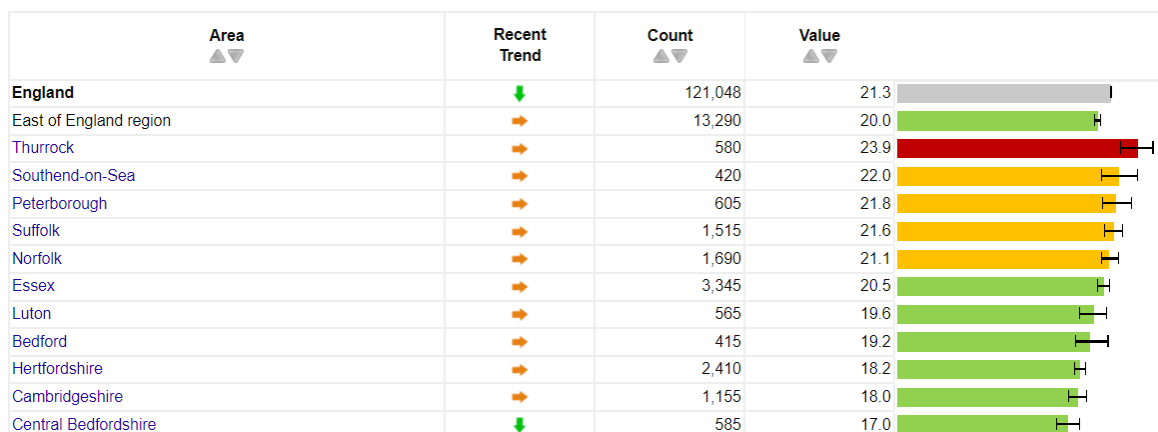 Area Recent Trend Count Value
England 121,048 21.3
East of England region 13,290 20.0
Thurrock 580 23.9
Southend-on-Sea 420 22.0
Peterborough 605 21.8
Suffolk 1,515 21.6
Norfolk 1,690 21.1
Essex 3,345 20.5
Luton 565 19.6
Bedford 415 19.2
Hertfordshire 2,410 18.2
Cambridgeshire 1,155 18.0
Central Bedfordshire 585 17.0